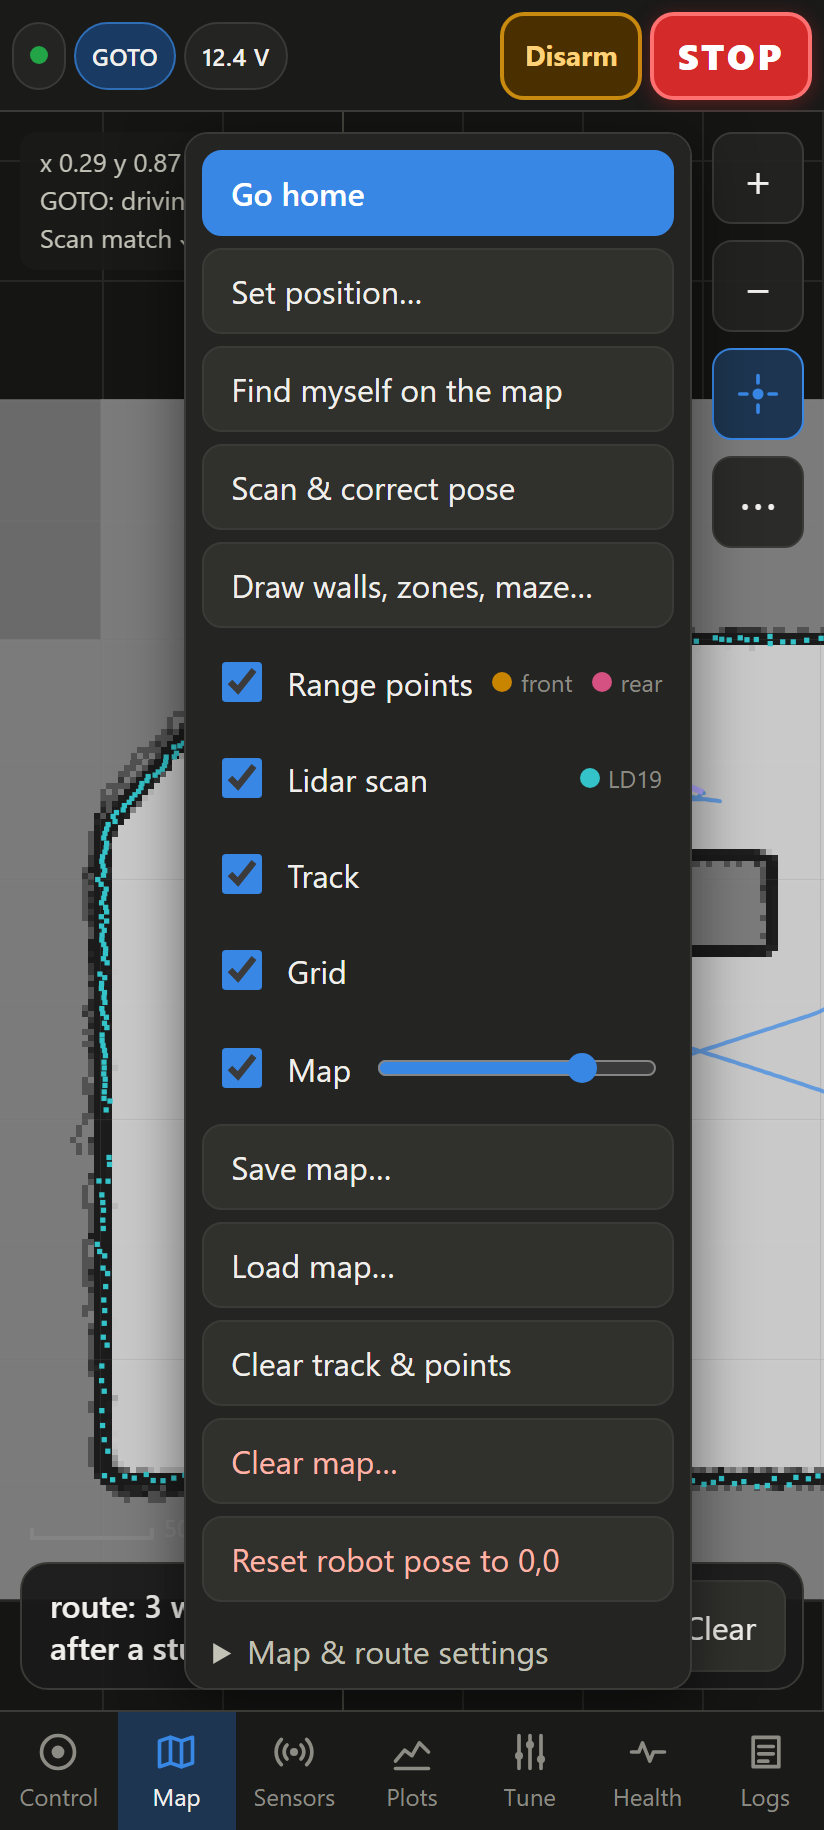 GOTO
12.4 V
Disarm
STOP
x 0.29 y 0.87
GOTO:
Scan match
Go home
Set position...
Find myself on the map
Scan & correct pose
Draw walls, zones, maze...
Range points front rear
Lidar scan LD19
Track
Grid
Map
Save map...
Load map...
Clear track & points
Clear map...
Reset robot pose to 0,0
Map & route settings
route: 3
after a
Clear
Control
Map
Sensors
Plots
Tune
Health
Logs